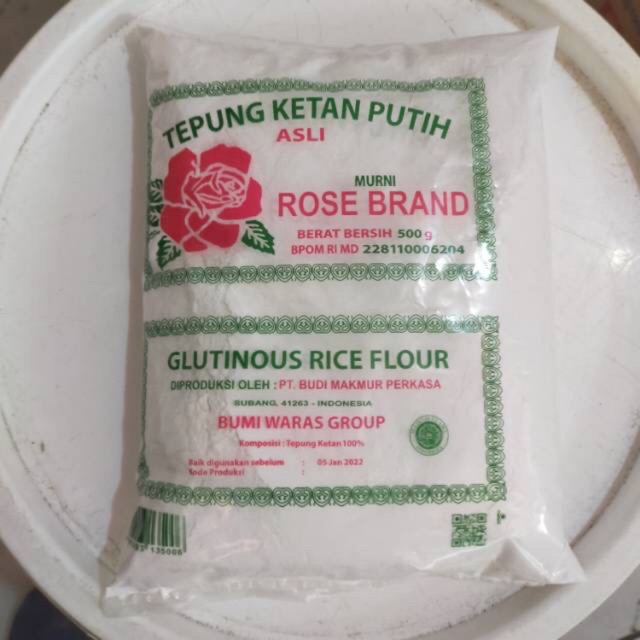 TEPUNG KETAN PUTIH
ASLI
MURNI
ROSE BRAND
BERAT BERSIH 500 g
BPOM RI MD 228110006204
GLUTINOUS RICE FLOUR
DIPRODUKSI OLEH : PT. BUDI MAKMUR PERKASA
SUBANG, 41263 - INDONESIA
BUMI WARAS GROUP
Komposisi : Tepung Ketan 100%
Baik digunakan sebelum : 05 Jan 2022
Kode Produksi :
135006